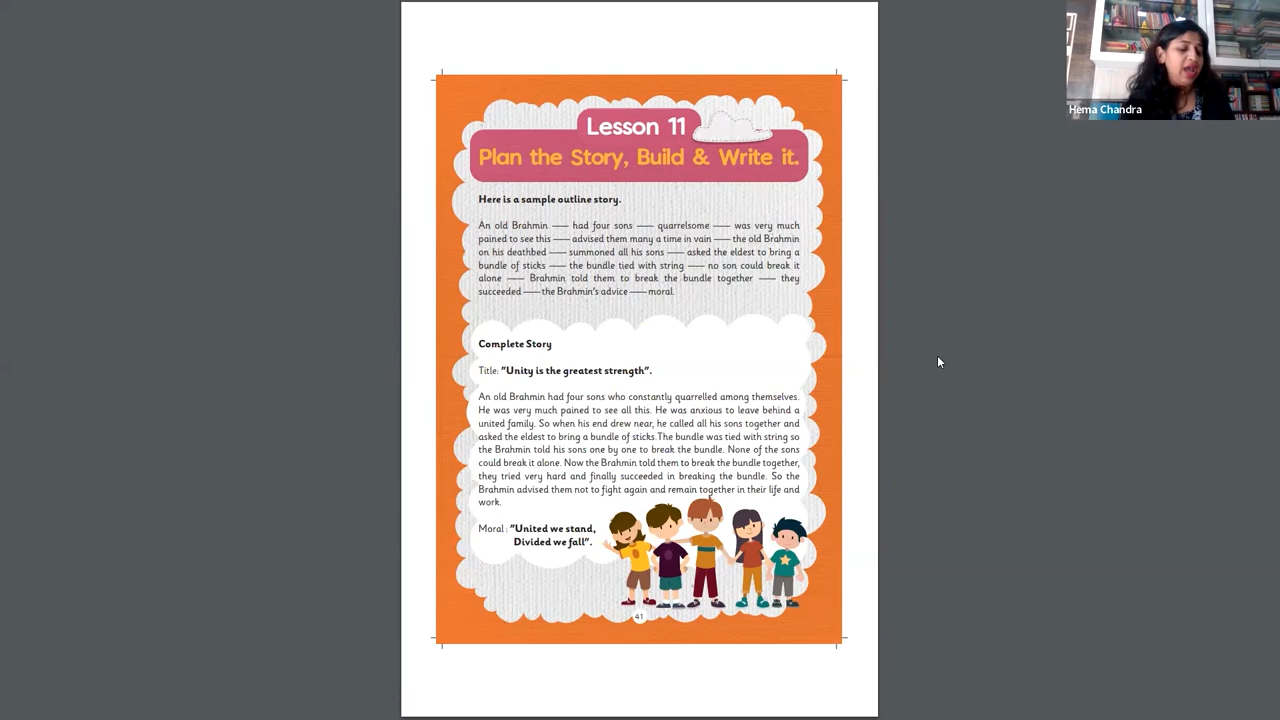 Lesson 11
Plan the Story, Build & Write it.
Here is a sample outline story.
An old Brahmin —— had four sons —— quarrelsome —— was very much
pained to see this —— advised them many a time in vain —— the old Brahmin
on his deathbed —— summoned all his sons —— asked the eldest to bring a
bundle of sticks —— the bundle tied with string —— no son could break it
alone —— Brahmin told them to break the bundle together —— they
succeeded —— the Brahmin's advice —— moral.
Complete Story
Title: "Unity is the greatest strength".
An old Brahmin had four sons who constantly quarrelled among themselves.
He was very much pained to see all this. He was anxious to leave behind a
united family. So when his end drew near, he called all his sons together and
asked the eldest to bring a bundle of sticks.The bundle was tied with string so
the Brahmin told his sons one by one to break the bundle. None of the sons
could break it alone. Now the Brahmin told them to break the bundle together,
they tried very hard and finally succeeded in breaking the bundle. So the
Brahmin advised them not to fight again and remain together in their life and
work.
Moral : "United we stand,
Divided we fall".
41
Hema Chandra